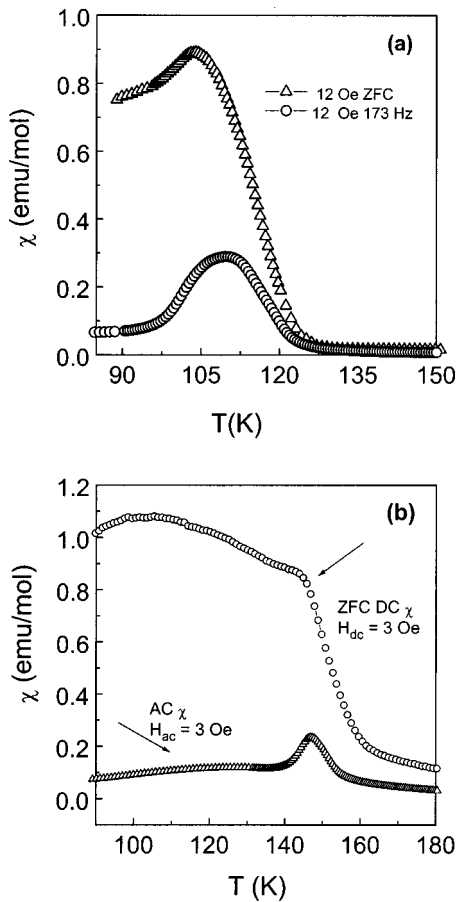 (a)
12 Oe ZFC
12 Oe 173 Hz
χ (emu/mol)
1.0
0.8
0.6
0.4
0.2
0.0
90 105 120 135 150
T(K)
(b)
ZFC DC χ
H_dc = 3 Oe
AC χ
H_ac = 3 Oe
χ (emu/mol)
1.2
1.0
0.8
0.6
0.4
0.2
0.0
100 120 140 160 180
T (K)